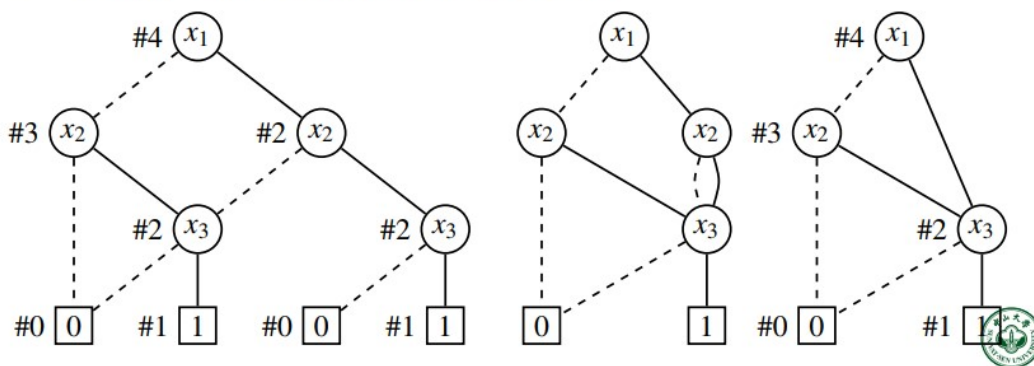 #4 x1 x1 #4 x1
#3 x2 #2 x2 x2 x2 #3 x2
#2 x3 #2 x3 x3 #2 x3
#0 0 #1 1 #0 0 #1 1 0 1 #0 0 #1 1